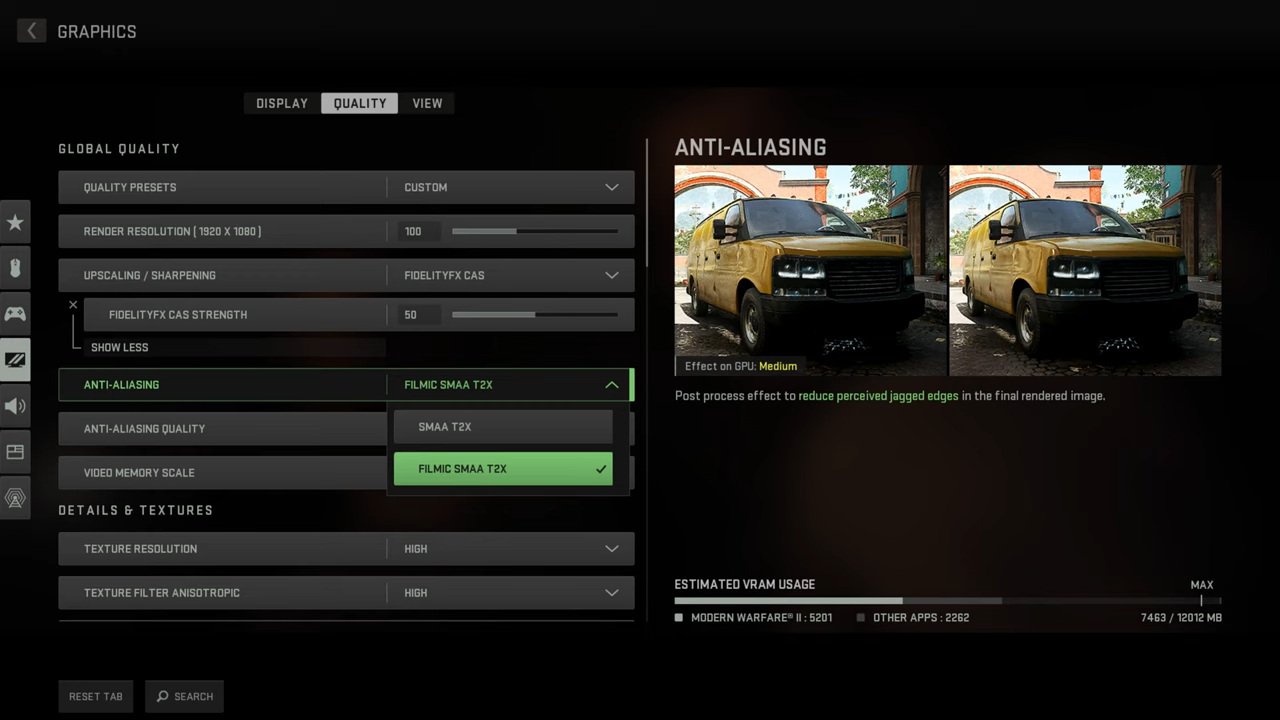 GRAPHICS
DISPLAY QUALITY VIEW
GLOBAL QUALITY
QUALITY PRESETS CUSTOM
RENDER RESOLUTION [ 1920 X 1080 ] 100
UPSCALING / SHARPENING FIDELITYFX CAS
FIDELITYFX CAS STRENGTH 50
SHOW LESS
ANTI-ALIASING FILMIC SMAA T2X
SMAA T2X
ANTI-ALIASING QUALITY
FILMIC SMAA T2X
VIDEO MEMORY SCALE
DETAILS & TEXTURES
TEXTURE RESOLUTION HIGH
TEXTURE FILTER ANISOTROPIC HIGH
RESET TAB SEARCH
ANTI-ALIASING
Effect on GPU: Medium
Post process effect to reduce perceived jagged edges in the final rendered image.
ESTIMATED VRAM USAGE MAX
MODERN WARFARE® II : 5201 OTHER APPS : 2262 7463 / 12012 MB